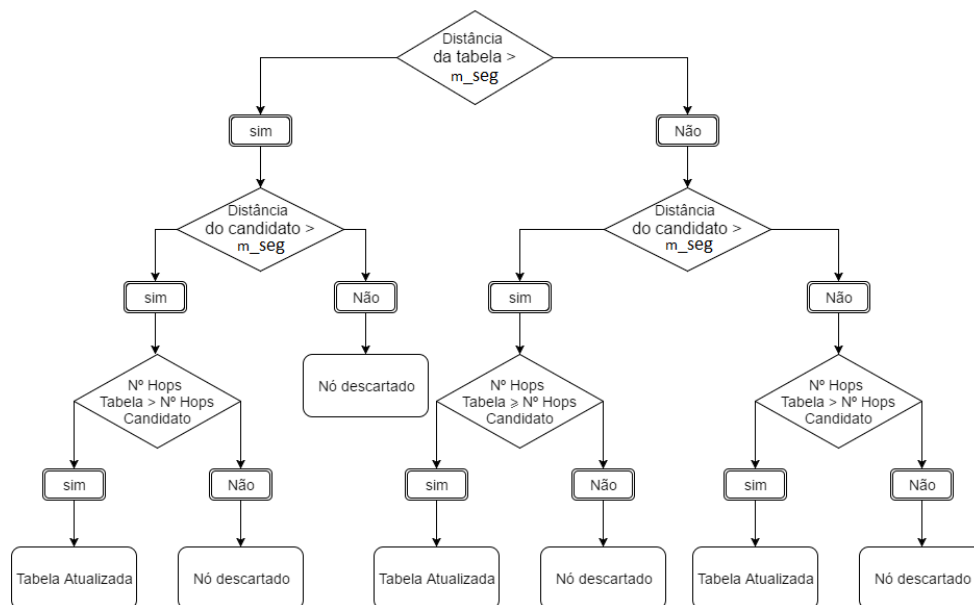 Distância
da tabela >
m_seg
sim
Não
Distância
do candidato >
m_seg
Distância
do candidato >
m_seg
sim
Não
sim
Não
Nº Hops
Tabela > Nº Hops
Candidato
Nó descartado
Nº Hops
Tabela ⩾ Nº Hops
Candidato
Nº Hops
Tabela > Nº Hops
Candidato
sim
Não
sim
Não
sim
Não
Tabela Atualizada
Nó descartado
Tabela Atualizada
Nó descartado
Tabela Atualizada
Nó descartado